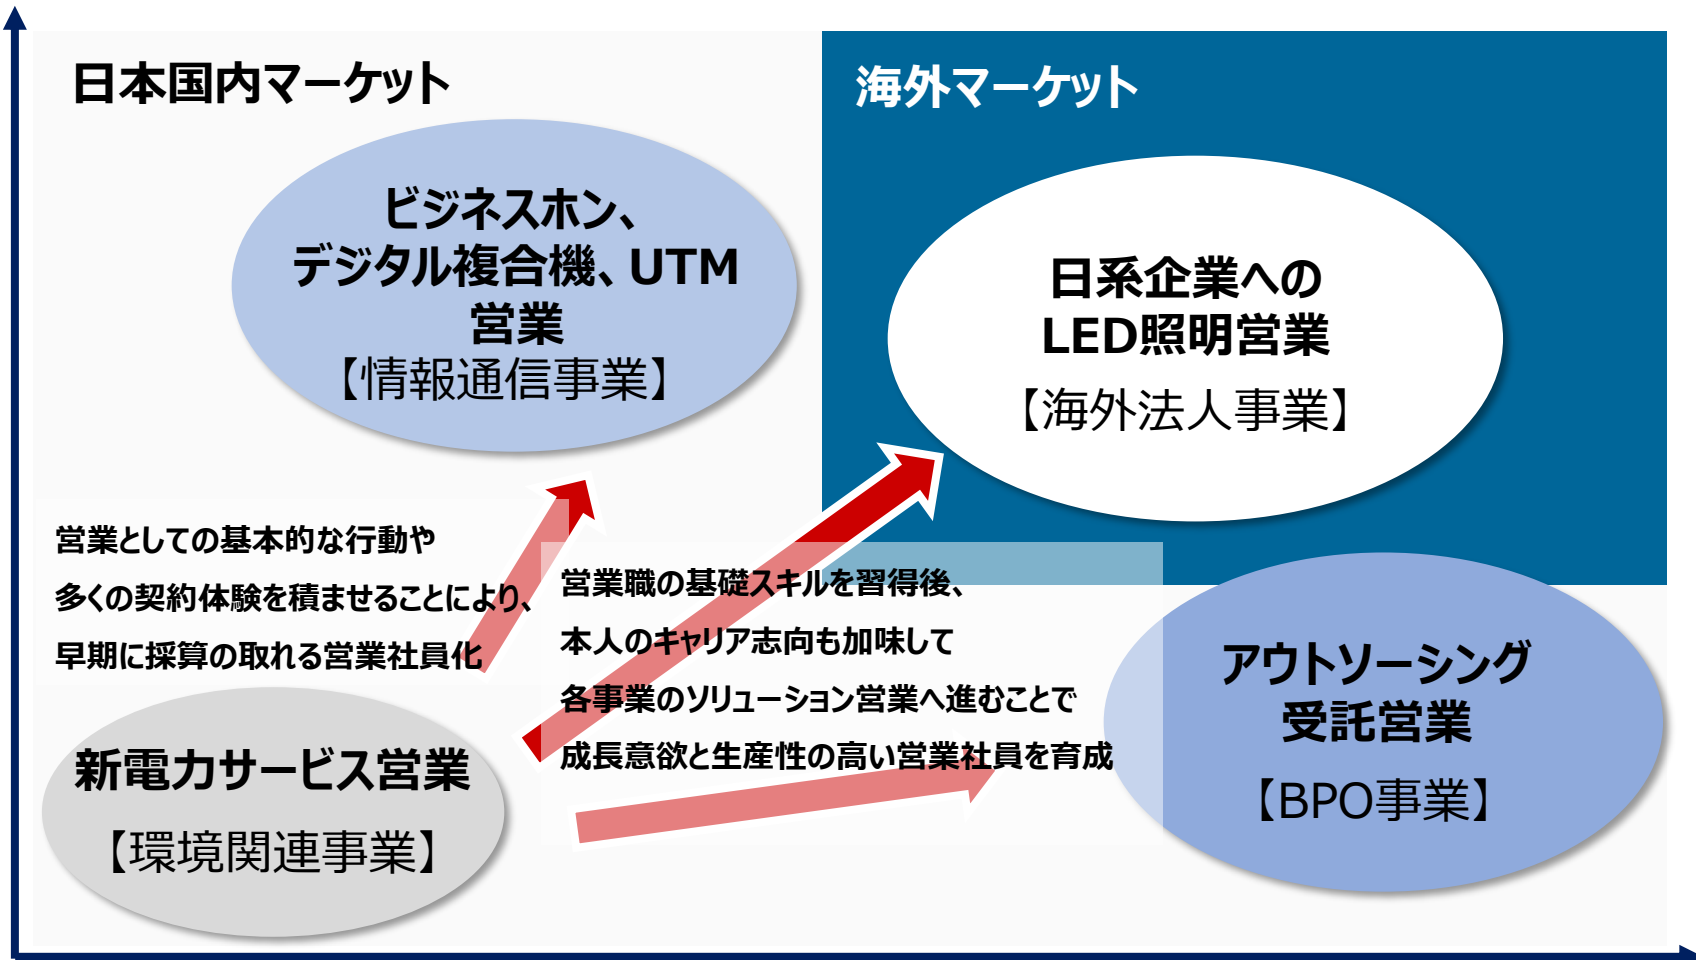 日本国内マーケット
海外マーケット
ビジネスホン、
デジタル複合機、UTM
営業
【情報通信事業】
日系企業への
LED照明営業
【海外法人事業】
営業としての基本的な行動や
多くの契約体験を積ませることにより、
早期に採算の取れる営業社員化
営業職の基礎スキルを習得後、
本人のキャリア志向も加味して
各事業のソリューション営業へ進むことで
成長意欲と生産性の高い営業社員を育成
アウトソーシング
受託営業
【BPO事業】
新電力サービス営業
【環境関連事業】